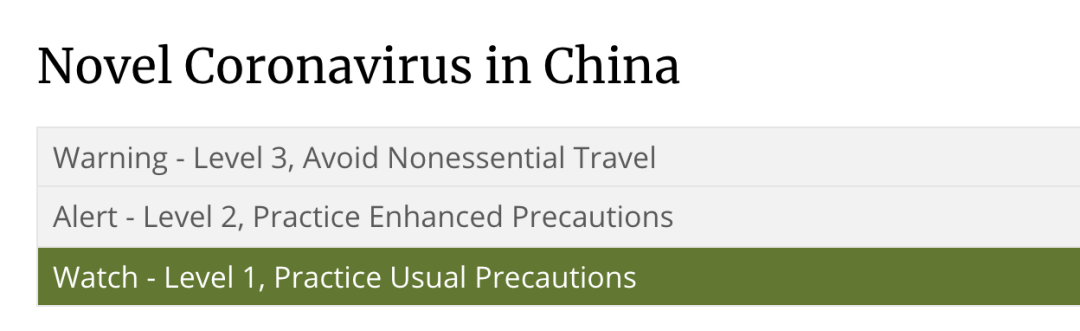 Novel Coronavirus in China
Warning - Level 3, Avoid Nonessential Travel
Alert - Level 2, Practice Enhanced Precautions
Watch - Level 1, Practice Usual Precautions